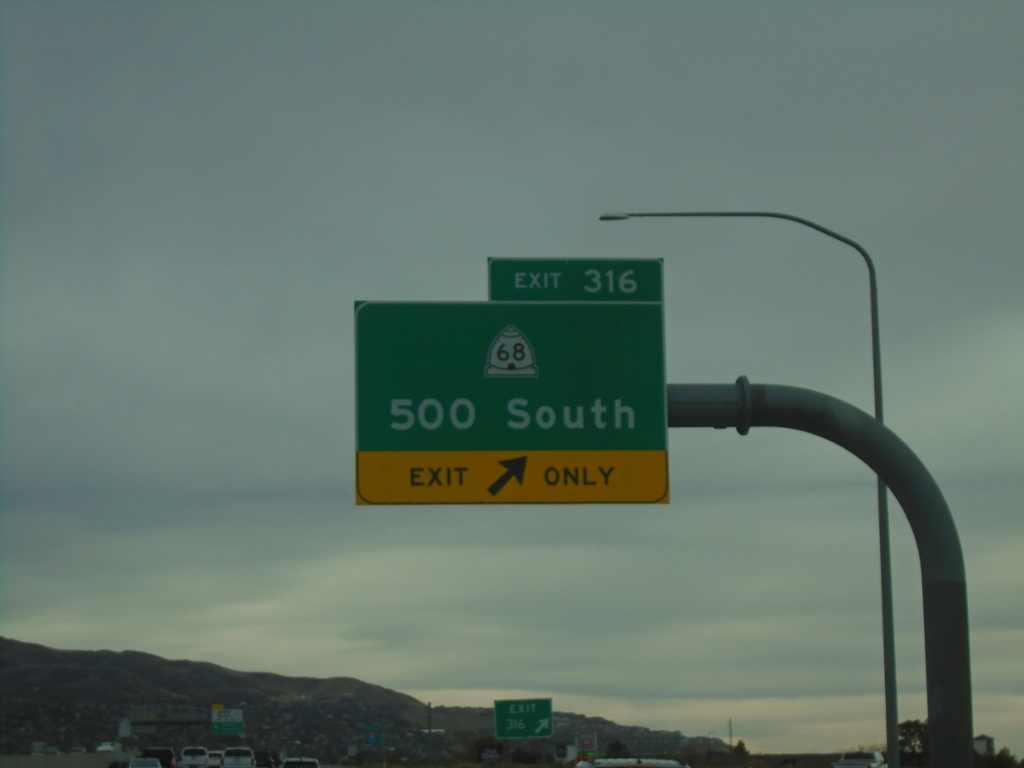 EXIT 316
68
500 South
EXIT ONLY
EXIT
316